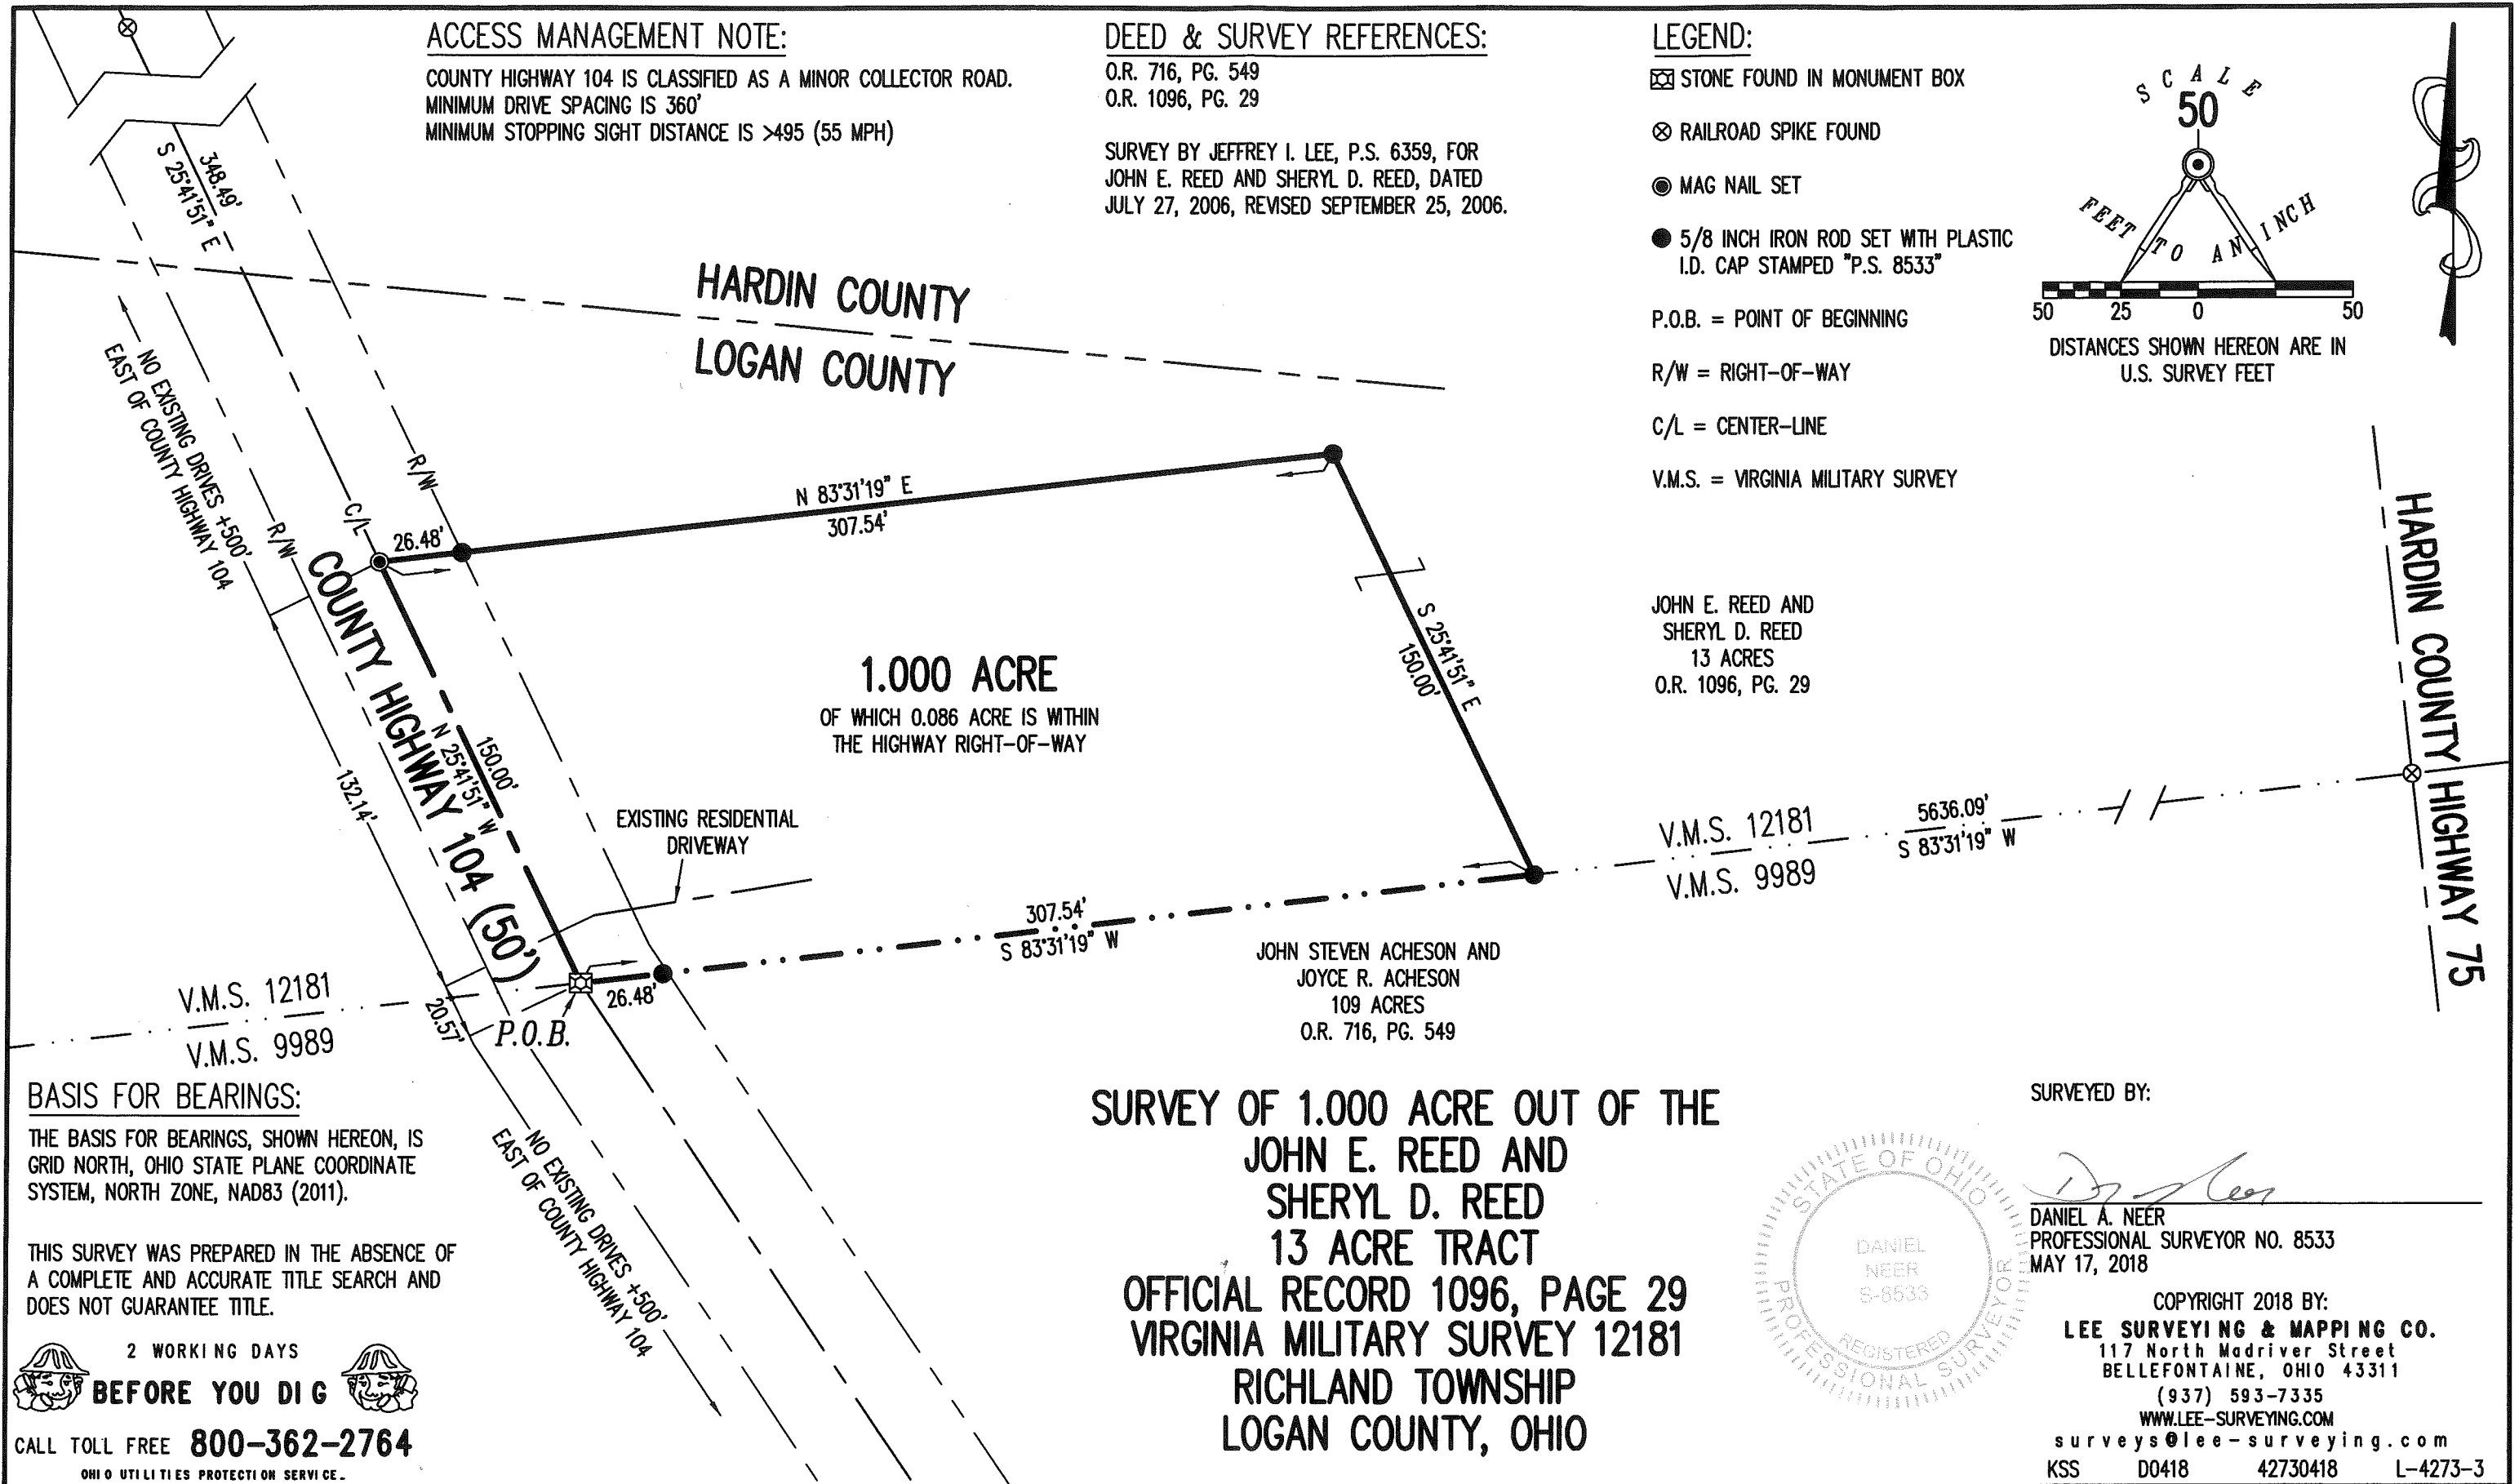 ACCESS MANAGEMENT NOTE:
COUNTY HIGHWAY 104 IS CLASSIFIED AS A MINOR COLLECTOR ROAD.
MINIMUM DRIVE SPACING IS 360'
MINIMUM STOPPING SIGHT DISTANCE IS >495 (55 MPH)
DEED & SURVEY REFERENCES:
O.R. 716, PG. 549
O.R. 1096, PG. 29
SURVEY BY JEFFREY I. LEE, P.S. 6359, FOR
JOHN E. REED AND SHERYL D. REED, DATED
JULY 27, 2006, REVISED SEPTEMBER 25, 2006.
LEGEND:
STONE FOUND IN MONUMENT BOX
RAILROAD SPIKE FOUND
MAG NAIL SET
5/8 INCH IRON ROD SET WITH PLASTIC
I.D. CAP STAMPED "P.S. 8533"
P.O.B. = POINT OF BEGINNING
R/W = RIGHT-OF-WAY
C/L = CENTER-LINE
V.M.S. = VIRGINIA MILITARY SURVEY
SCALE
50
FEET TO AN INCH
50 25 0 50
DISTANCES SHOWN HEREON ARE IN
U.S. SURVEY FEET
348.49'
S 25°41'51" E
HARDIN COUNTY
LOGAN COUNTY
NO EXISTING DRIVES +500'
EAST OF COUNTY HIGHWAY 104
R/W
C/L
R/W
26.48'
N 83°31'19" E
307.54'
S 25°41'51" E
150.00'
COUNTY HIGHWAY 104 (50')
150.00'
N 25°41'51" W
132.14'
1.000 ACRE
OF WHICH 0.086 ACRE IS WITHIN
THE HIGHWAY RIGHT-OF-WAY
JOHN E. REED AND
SHERYL D. REED
13 ACRES
O.R. 1096, PG. 29
HARDIN COUNTY HIGHWAY 75
EXISTING RESIDENTIAL
DRIVEWAY
V.M.S. 12181
V.M.S. 9989
5636.09'
S 83°31'19" W
307.54'
S 83°31'19" W
JOHN STEVEN ACHESON AND
JOYCE R. ACHESON
109 ACRES
O.R. 716, PG. 549
V.M.S. 12181
V.M.S. 9989
20.57'
P.O.B.
26.48'
NO EXISTING DRIVES +500'
EAST OF COUNTY HIGHWAY 104
BASIS FOR BEARINGS:
THE BASIS FOR BEARINGS, SHOWN HEREON, IS
GRID NORTH, OHIO STATE PLANE COORDINATE
SYSTEM, NORTH ZONE, NAD83 (2011).
THIS SURVEY WAS PREPARED IN THE ABSENCE OF
A COMPLETE AND ACCURATE TITLE SEARCH AND
DOES NOT GUARANTEE TITLE.
2 WORKING DAYS
BEFORE YOU DIG
CALL TOLL FREE 800-362-2764
OHIO UTILITIES PROTECTION SERVICE.
SURVEY OF 1.000 ACRE OUT OF THE
JOHN E. REED AND
SHERYL D. REED
13 ACRE TRACT
OFFICIAL RECORD 1096, PAGE 29
VIRGINIA MILITARY SURVEY 12181
RICHLAND TOWNSHIP
LOGAN COUNTY, OHIO
STATE OF OHIO
DANIEL
NEER
S-8533
REGISTERED
PROFESSIONAL SURVEYOR
SURVEYED BY:
DANIEL A. NEER
PROFESSIONAL SURVEYOR NO. 8533
MAY 17, 2018
COPYRIGHT 2018 BY:
LEE SURVEYING & MAPPING CO.
117 North Madriver Street
BELLEFONTAINE, OHIO 43311
(937) 593-7335
WWW.LEE-SURVEYING.COM
surveys@lee-surveying.com
KSS D0418 42730418 L-4273-3